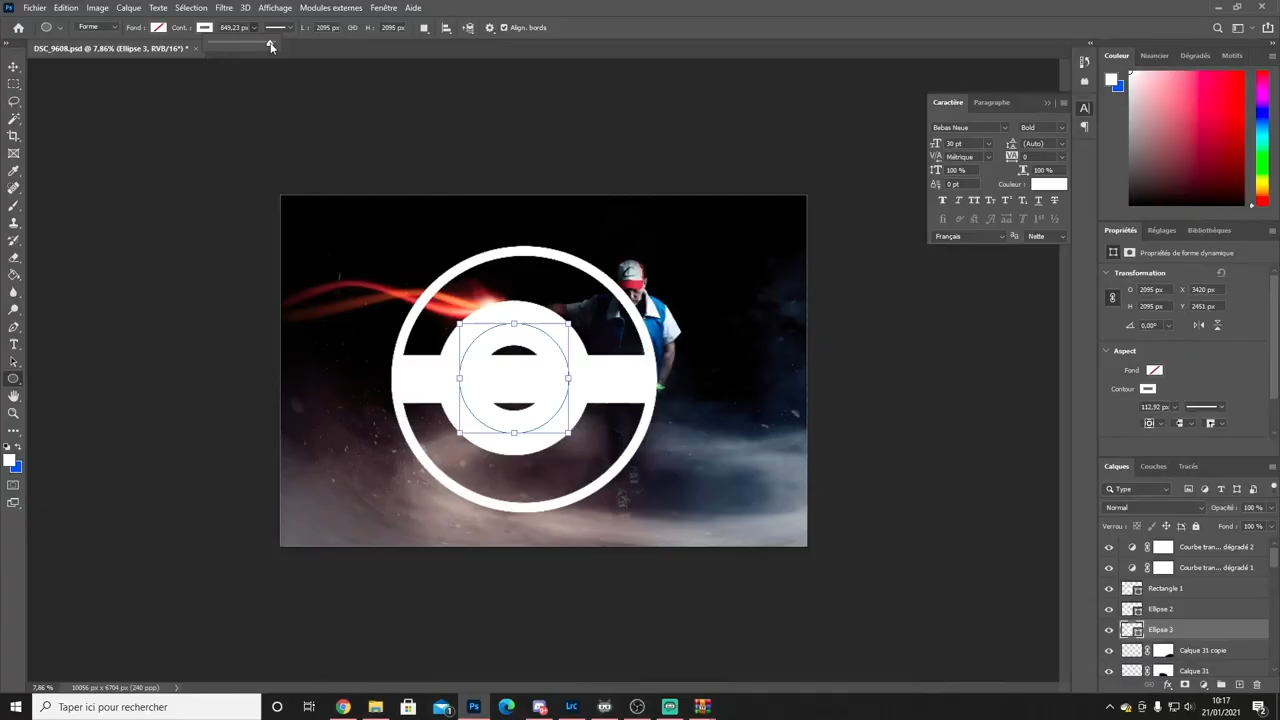 Fichier Edition Image Calque Texte Sélection Filtre 3D Affichage Modules externes Fenêtre Aide
Forme Fond : Cont. : 849,23 px L : 2095 px H : 2095 px Align. bords
DSC_9608.psd @ 7,86% (Ellipse 3, RVB/16*) * ×
Couleur Nuancier Dégradés Motifs
Caractère Paragraphe
Bebas Neue Bold
30 pt (Auto)
Métrique 0
100 % 100 %
0 pt Couleur :
Français Nette
Propriétés Réglages Bibliothèques
Propriétés de forme dynamique
Transformation
O 2095 px X 3420 px
H 2095 px Y 2451 px
0,00°
Aspect
Fond
Contour
112,92 px
Calques Couches Tracés
Type
Normal Opacité : 100 %
Verrou : Fond : 100 %
Courbe tran... dégradé 2
Courbe tran... dégradé 1
Rectangle 1
Ellipse 2
Ellipse 3
Calque 31 copie
Calque 31
7,86 % 10056 px x 6704 px (240 ppp)
Taper ici pour rechercher
10:17
21/01/2021